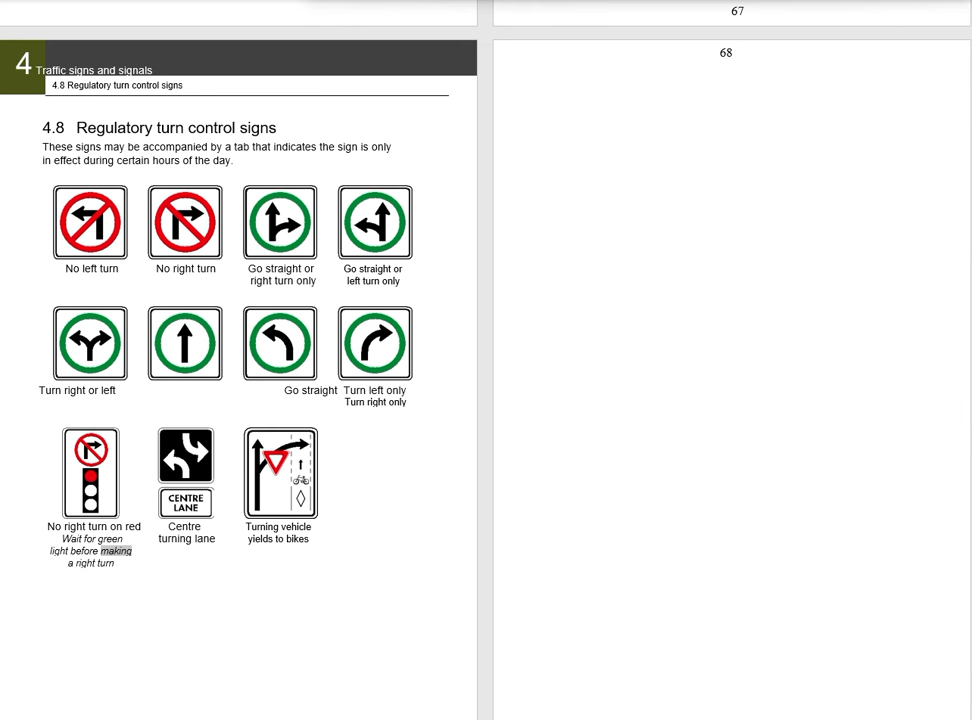 67
4 Traffic signs and signals
4.8 Regulatory turn control signs
4.8 Regulatory turn control signs
These signs may be accompanied by a tab that indicates the sign is only
in effect during certain hours of the day.
No left turn
No right turn
Go straight or
right turn only
Go straight or
left turn only
Turn right or left
Go straight
Turn left only
Turn right only
CENTRE
LANE
No right turn on red
Wait for green
light before making
a right turn
Centre
turning lane
Turning vehicle
yields to bikes
68